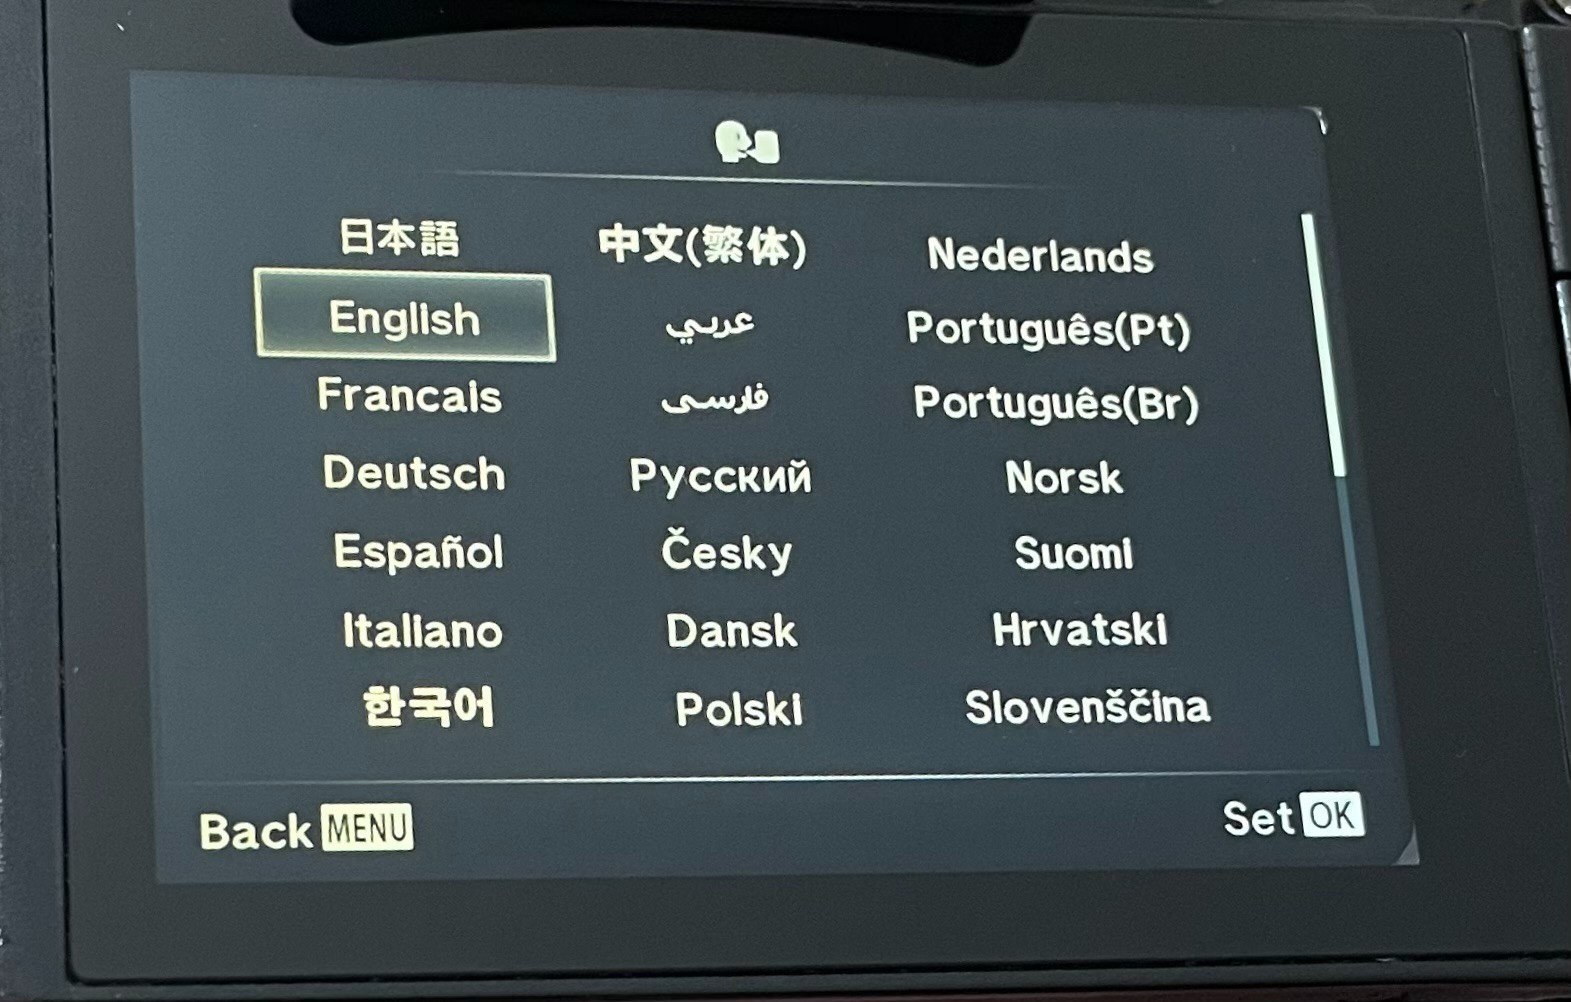 日本語 中文(繁体) Nederlands
English عربي Português(Pt)
Francais فارسی Português(Br)
Deutsch Русский Norsk
Español Česky Suomi
Italiano Dansk Hrvatski
한국어 Polski Slovenščina
Back MENU Set OK